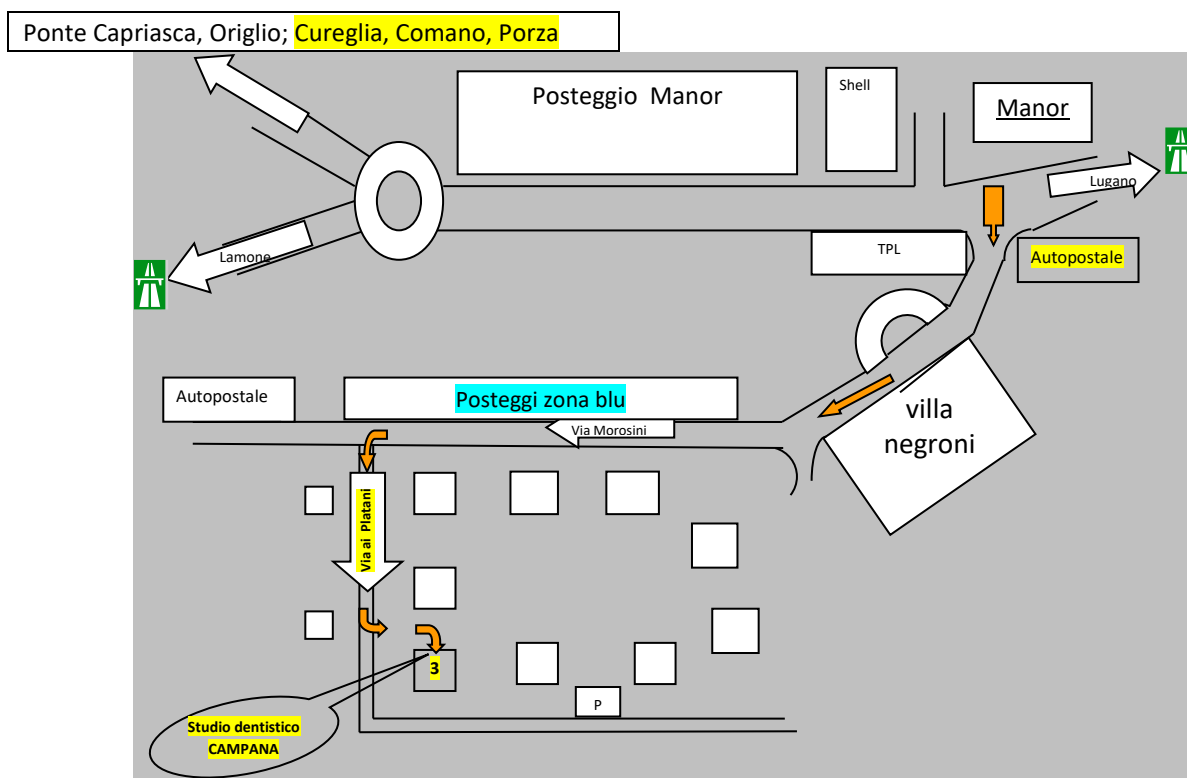 Ponte Capriasca, Origlio; Cureglia, Comano, Porza
Posteggio Manor
Shell
Manor
Lugano
Lamone
TPL
Autopostale
Autopostale
Posteggi zona blu
Via Morosini
villa
negroni
Via ai Platani
3
P
Studio dentistico
CAMPANA